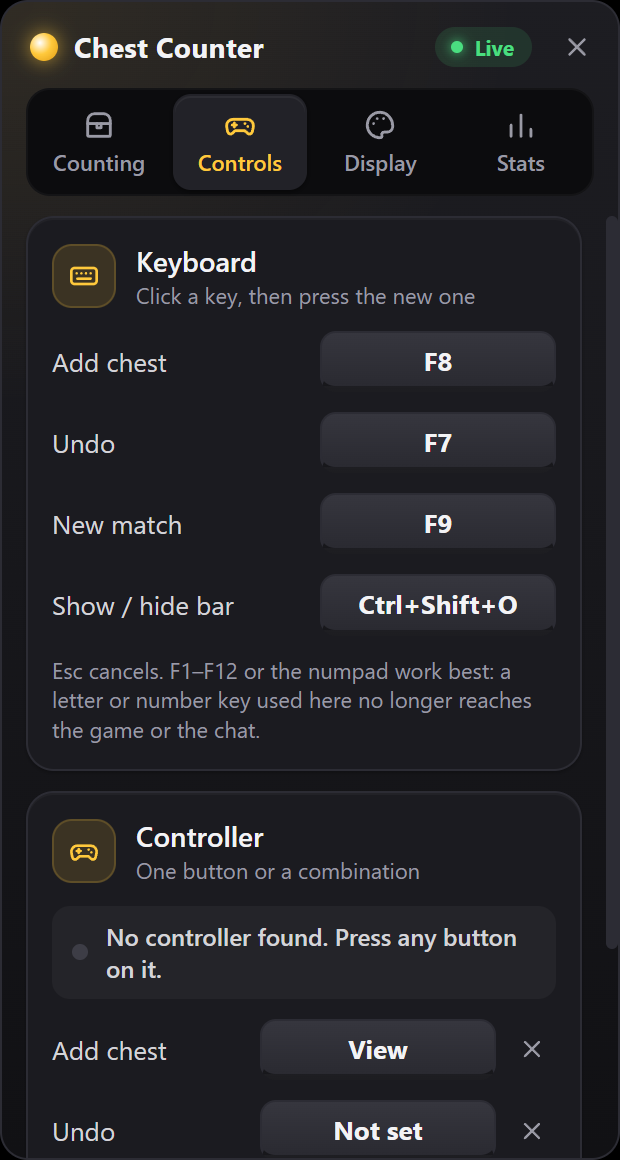 Chest Counter
Live
Counting
Controls
Display
Stats
Keyboard
Click a key, then press the new one
Add chest
F8
Undo
F7
New match
F9
Show / hide bar
Ctrl+Shift+O
Esc cancels. F1–F12 or the numpad work best: a
letter or number key used here no longer reaches
the game or the chat.
Controller
One button or a combination
No controller found. Press any button
on it.
Add chest
View
Undo
Not set